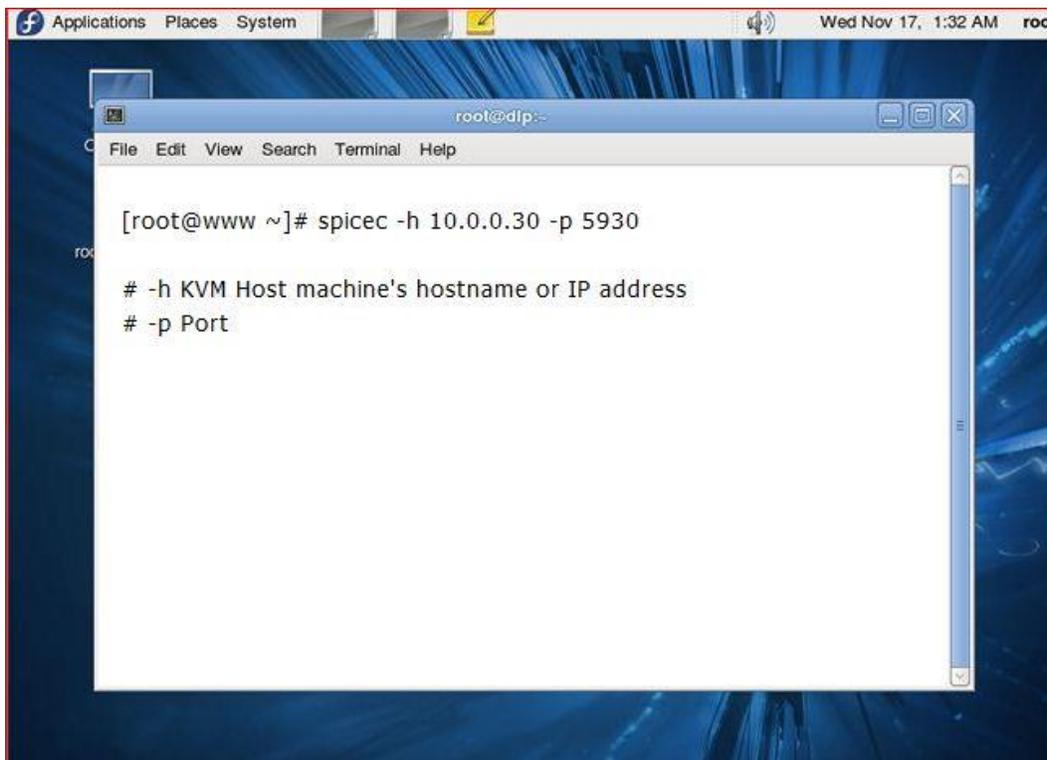 Applications Places System Wed Nov 17, 1:32 AM
root@dlp:~
File Edit View Search Terminal Help
[root@www ~]# spicec -h 10.0.0.30 -p 5930
# -h KVM Host machine's hostname or IP address
# -p Port